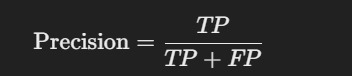 Precision = TP / TP + FP